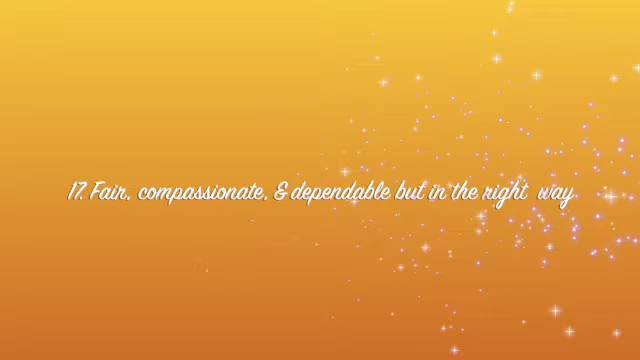 17. Fair, compassionate, & dependable but in the right way